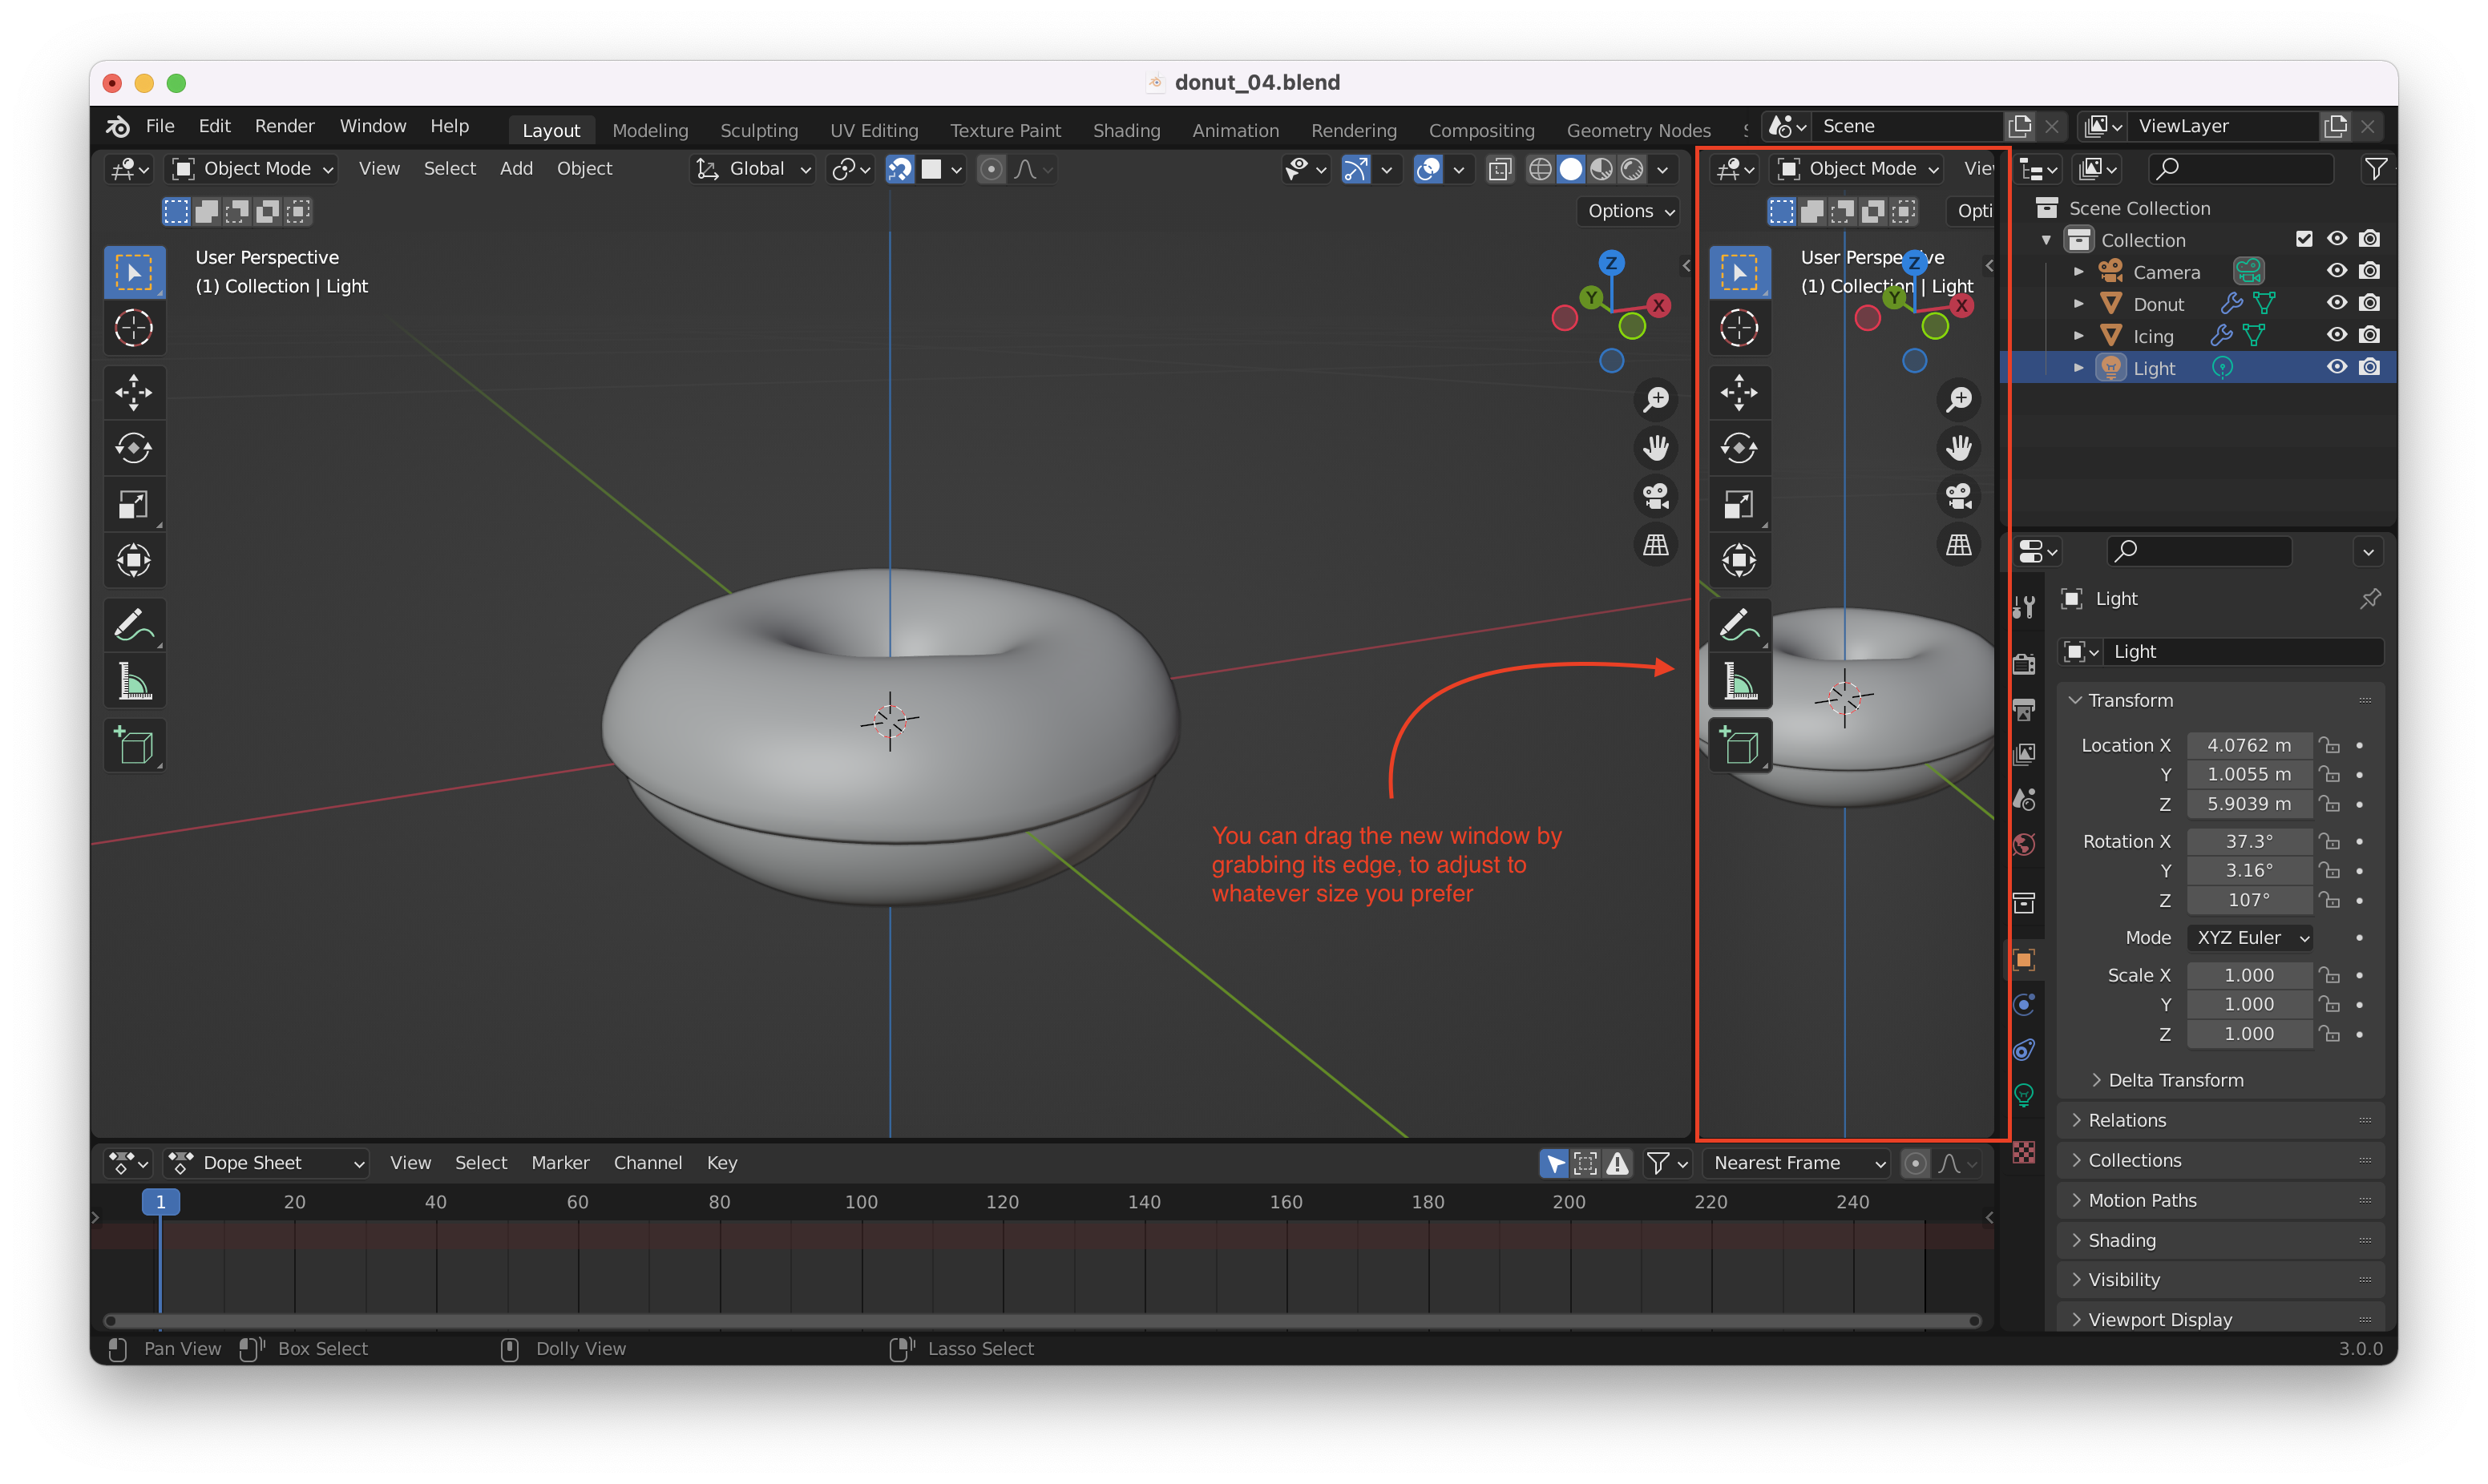 donut_04.blend
File Edit Render Window Help Layout Modeling Sculpting UV Editing Texture Paint Shading Animation Rendering Compositing Geometry Nodes Scene ViewLayer
Object Mode View Select Add Object Global
Options
User Perspective
(1) Collection | Light
Z
Y
X
You can drag the new window by
grabbing its edge, to adjust to
whatever size you prefer
Object Mode Vie
Opti
User Perspective
(1) Collection | Light
Z
Y
X
Scene Collection
Collection
Camera
Donut
Icing
Light
Light
Light
Transform
Location X 4.0762 m
Y 1.0055 m
Z 5.9039 m
Rotation X 37.3°
Y 3.16°
Z 107°
Mode XYZ Euler
Scale X 1.000
Y 1.000
Z 1.000
Delta Transform
Relations
Collections
Motion Paths
Shading
Visibility
Viewport Display
Dope Sheet View Select Marker Channel Key Nearest Frame
1 20 40 60 80 100 120 140 160 180 200 220 240
Pan View Box Select Dolly View Lasso Select 3.0.0